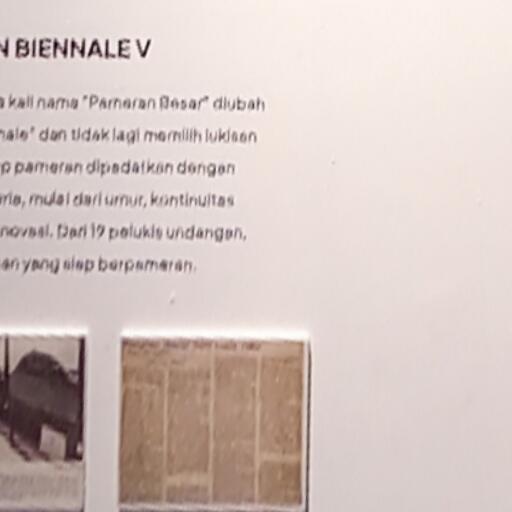 N BIENNALE V
a kali nama "Pameran Besar" diubah
nale" dan tidak lagi memilih lukisan
p pameran dipadatkan dengan
ria, mulai dari umur, kontinuitas
novasi. Dari 19 pelukis undangan,
an yang siap berpameran.